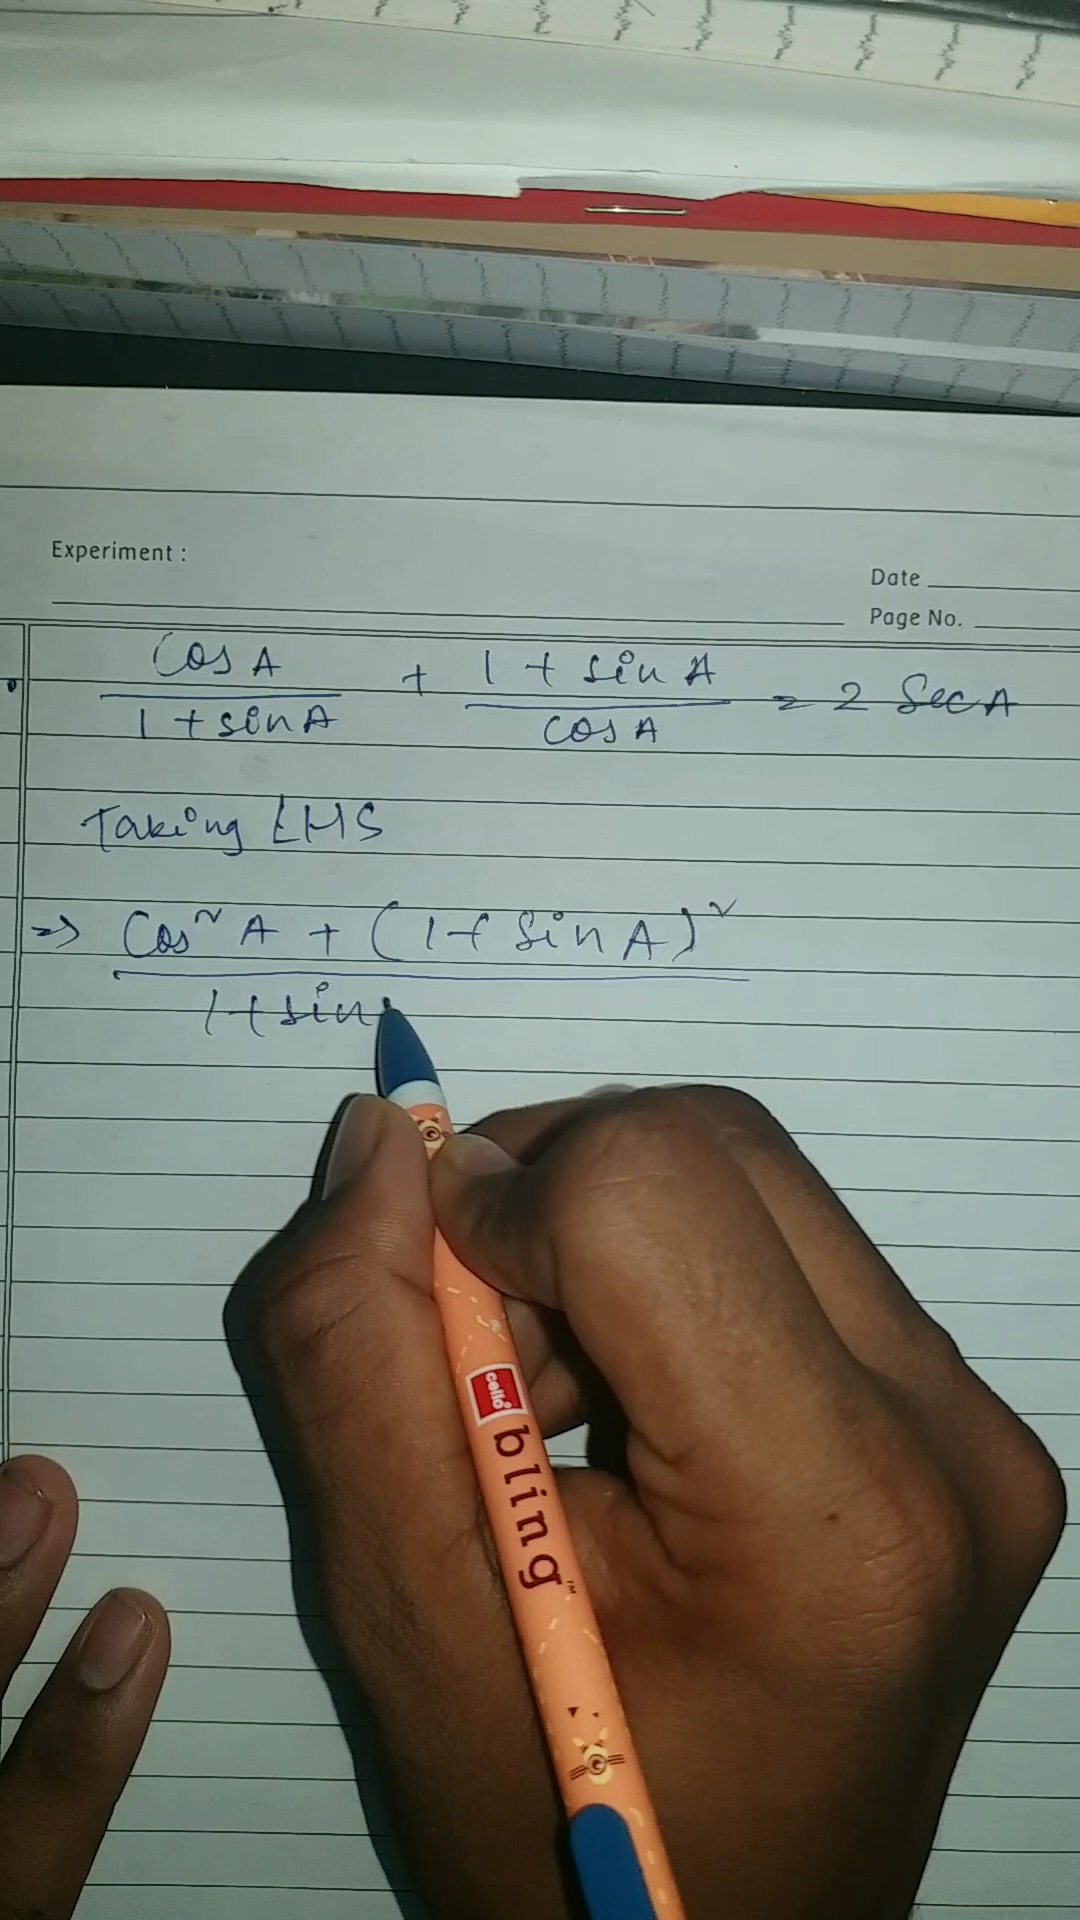 Experiment :
Date
Page No.
Cos A / 1 + sin A + 1 + sin A / cos A = 2 Sec A
Taking LHS
=> Cos² A + (1 + Sin A)²
1 + sin
cello
bling™